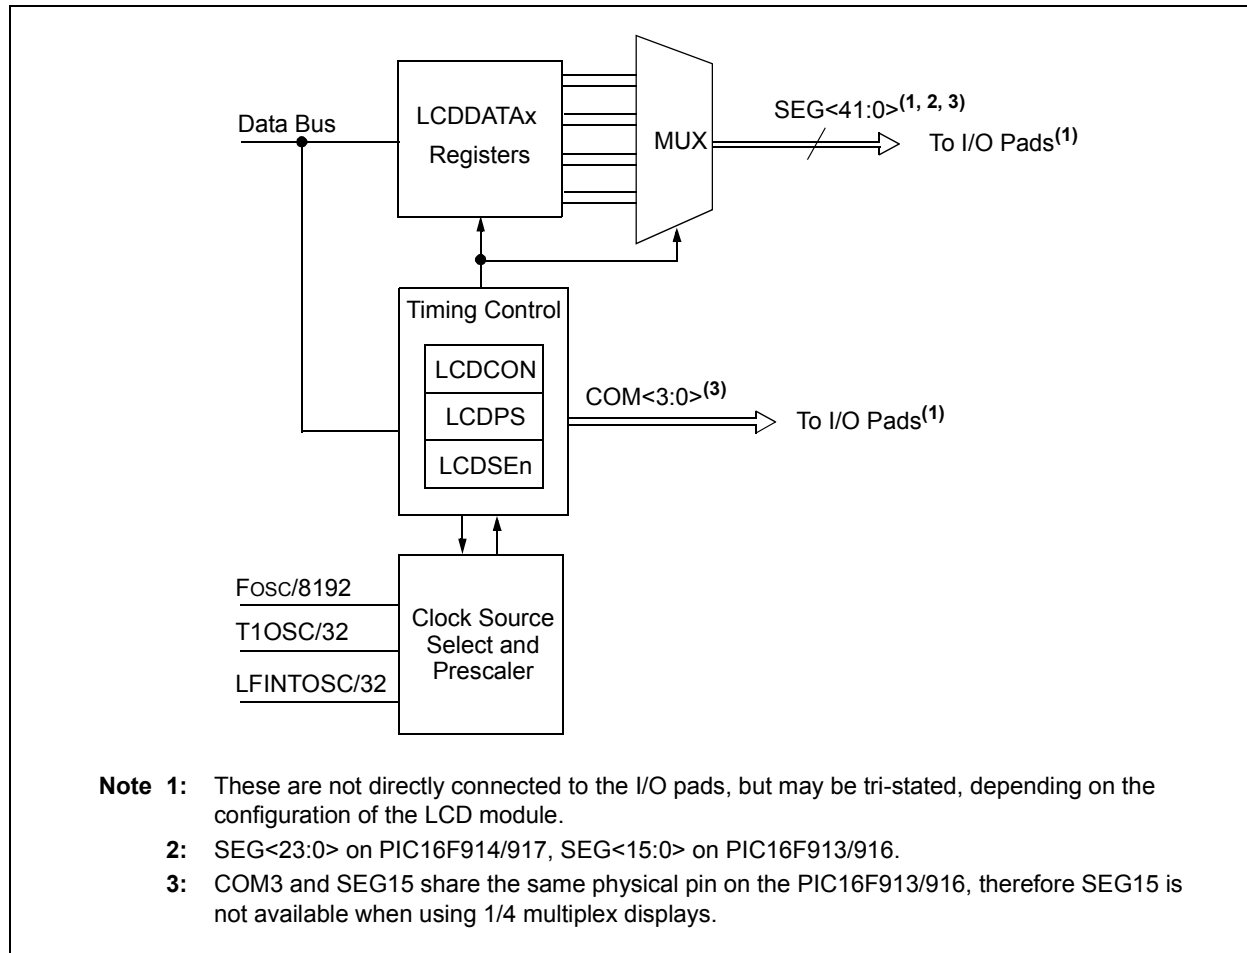 LCDDATAx
Registers
MUX
Data Bus
SEG<41:0>(1, 2, 3)
To I/O Pads(1)
Timing Control
LCDCON
LCDPS
LCDSEn
COM<3:0>(3)
To I/O Pads(1)
FOSC/8192
T1OSC/32
LFINTOSC/32
Clock Source
Select and
Prescaler
Note 1: These are not directly connected to the I/O pads, but may be tri-stated, depending on the
configuration of the LCD module.
2: SEG<23:0> on PIC16F914/917, SEG<15:0> on PIC16F913/916.
3: COM3 and SEG15 share the same physical pin on the PIC16F913/916, therefore SEG15 is
not available when using 1/4 multiplex displays.